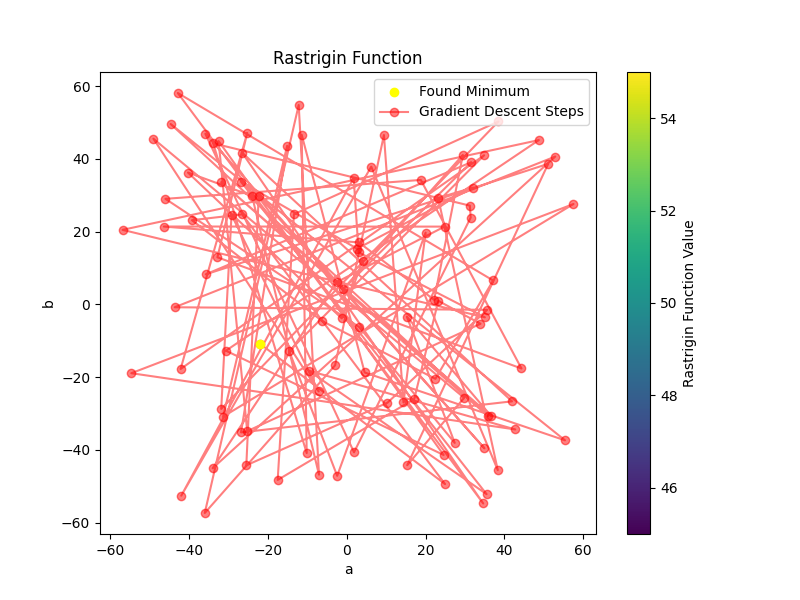 Rastrigin Function
Found Minimum
Gradient Descent Steps
60
40
20
0
−20
−40
−60
b
−60 −40 −20 0 20 40 60
a
54
52
50
48
46
Rastrigin Function Value